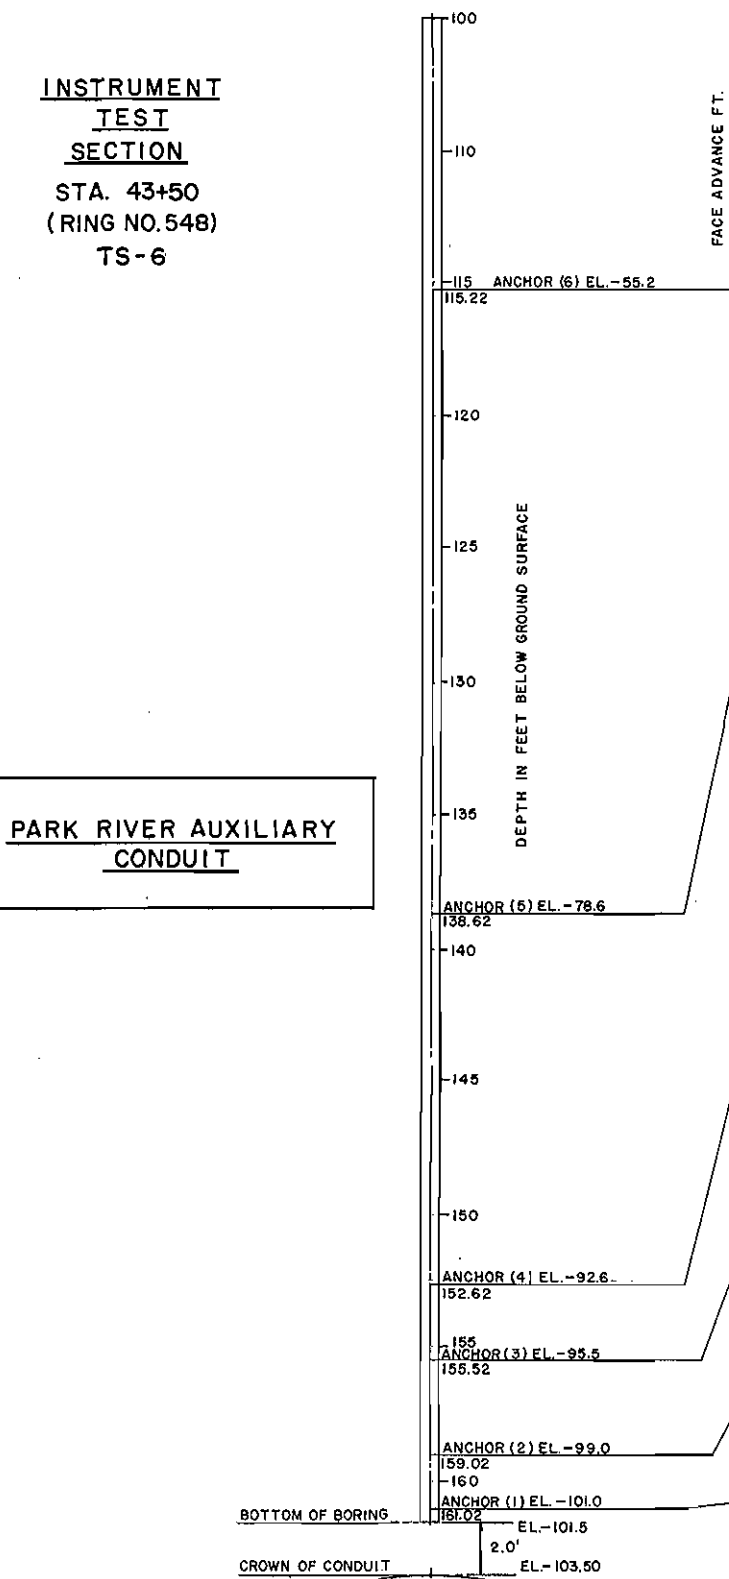 INSTRUMENT
TEST
SECTION
STA. 43+50
(RING NO.548)
TS-6
PARK RIVER AUXILIARY
CONDUIT
100
110
115 ANCHOR (6) EL.-55.2
115.22
120
125
130
135
ANCHOR (5) EL.-78.6
138.62
140
145
150
ANCHOR (4) EL.-92.6
152.62
155
ANCHOR (3) EL.-95.5
155.52
ANCHOR (2) EL.-99.0
159.02
160
ANCHOR (1) EL.-101.0
161.02
BOTTOM OF BORING
EL.-101.5
2.0'
CROWN OF CONDUIT
EL.-103.50
DEPTH IN FEET BELOW GROUND SURFACE
FACE ADVANCE FT.